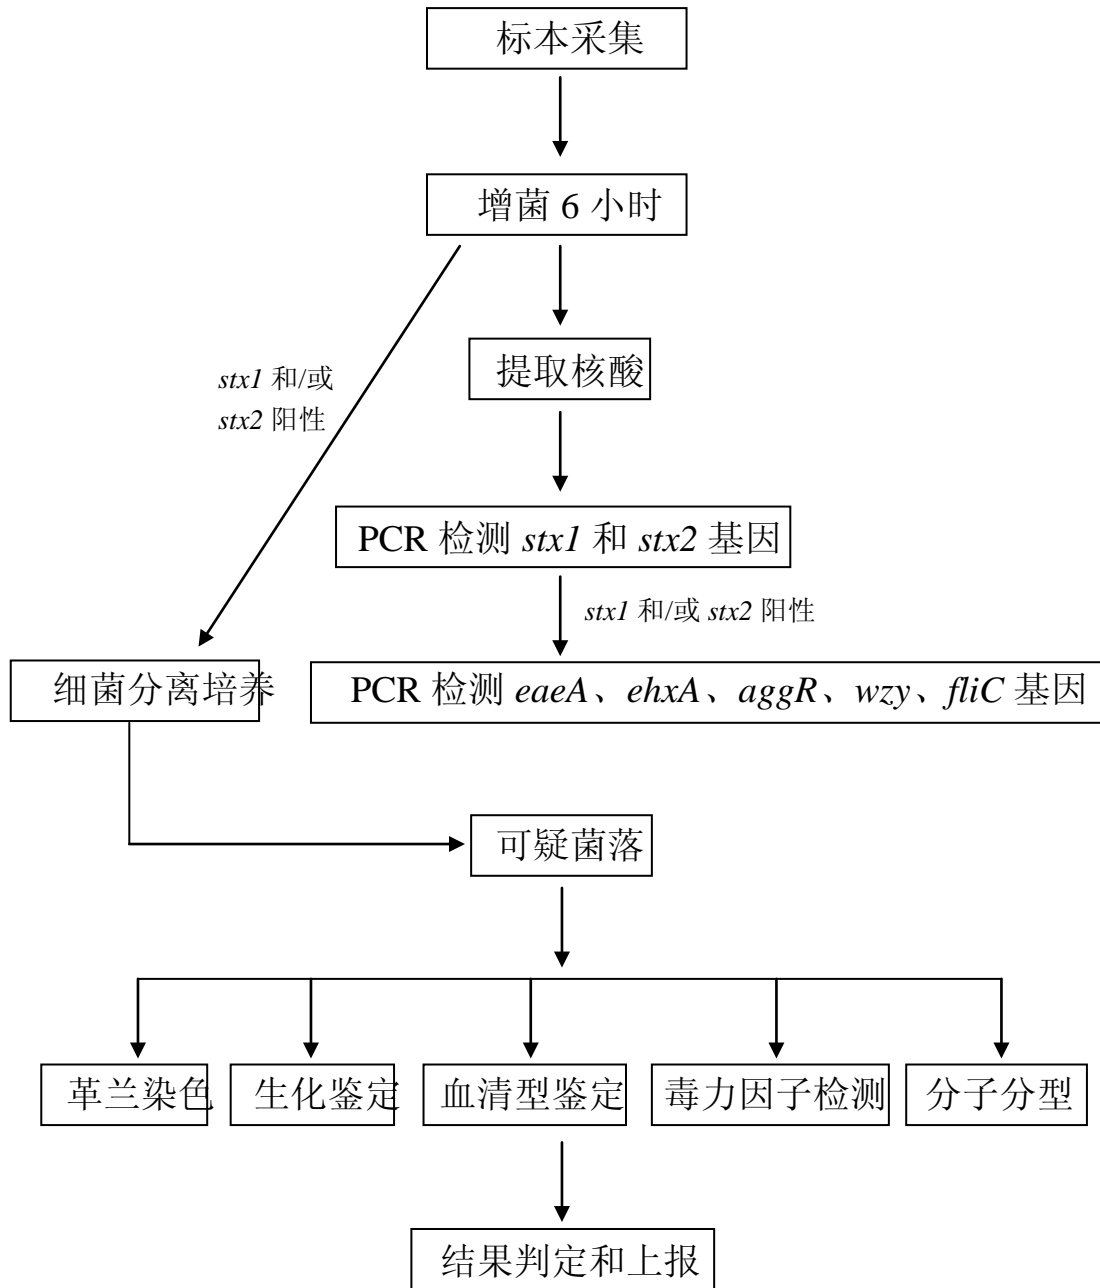 标本采集
增菌 6 小时
提取核酸
stx1 和/或
stx2 阳性
PCR 检测 stx1 和 stx2 基因
stx1 和/或 stx2 阳性
细菌分离培养
PCR 检测 eaeA、ehxA、aggR、wzy、fliC 基因
可疑菌落
革兰染色
生化鉴定
血清型鉴定
毒力因子检测
分子分型
结果判定和上报